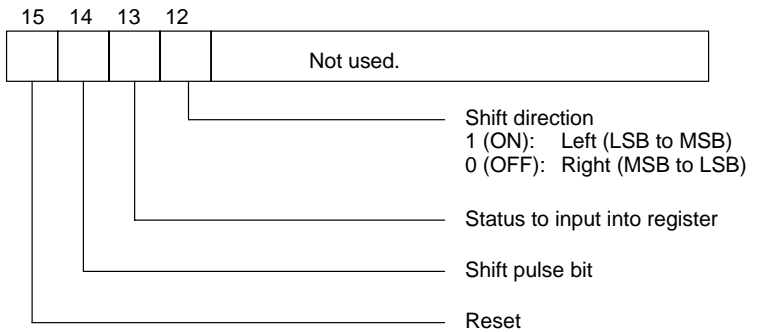 15 14 13 12
Not used.
Shift direction
1 (ON): Left (LSB to MSB)
0 (OFF): Right (MSB to LSB)
Status to input into register
Shift pulse bit
Reset